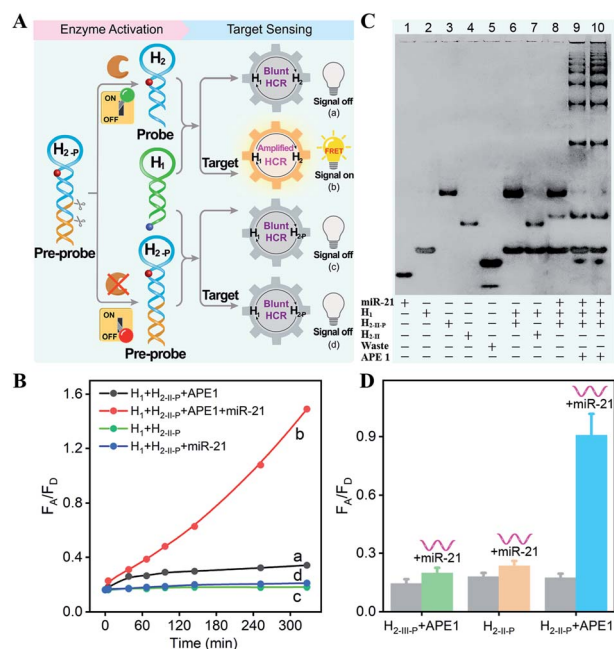 A
Enzyme Activation
Target Sensing
H2
ON
OFF
Probe
H2-P
Pre-probe
H1
H2-P
ON
OFF
Pre-probe
Target
Target
Blunt
HCR
H1
H2
Signal off
(a)
Amplified
HCR
H1
H2
FRET
Signal on
(b)
Blunt
HCR
H1
H2-P
Signal off
(c)
Blunt
HCR
H1
H2-P
Signal off
(d)
C
1 2 3 4 5 6 7 8 9 10
miR-21 + − − − − − − + + +
H1 − + − − − + + + + +
H2-II-P − − + − − + − + + +
H2-II − − − + − − + − − −
Waste − − − − + − − − − −
APE 1 − − − − − − − − + +
B
H1+H2-II-P+APE1
H1+H2-II-P+APE1+miR-21
H1+H2-II-P
H1+H2-II-P+miR-21
b
a
d
c
FA/FD
1.6
1.2
0.8
0.4
0.0
0 60 120 180 240 300
Time (min)
D
FA/FD
0.9
0.6
0.3
0.0
+miR-21
+miR-21
+miR-21
H2-III-P+APE1 H2-II-P H2-II-P+APE1